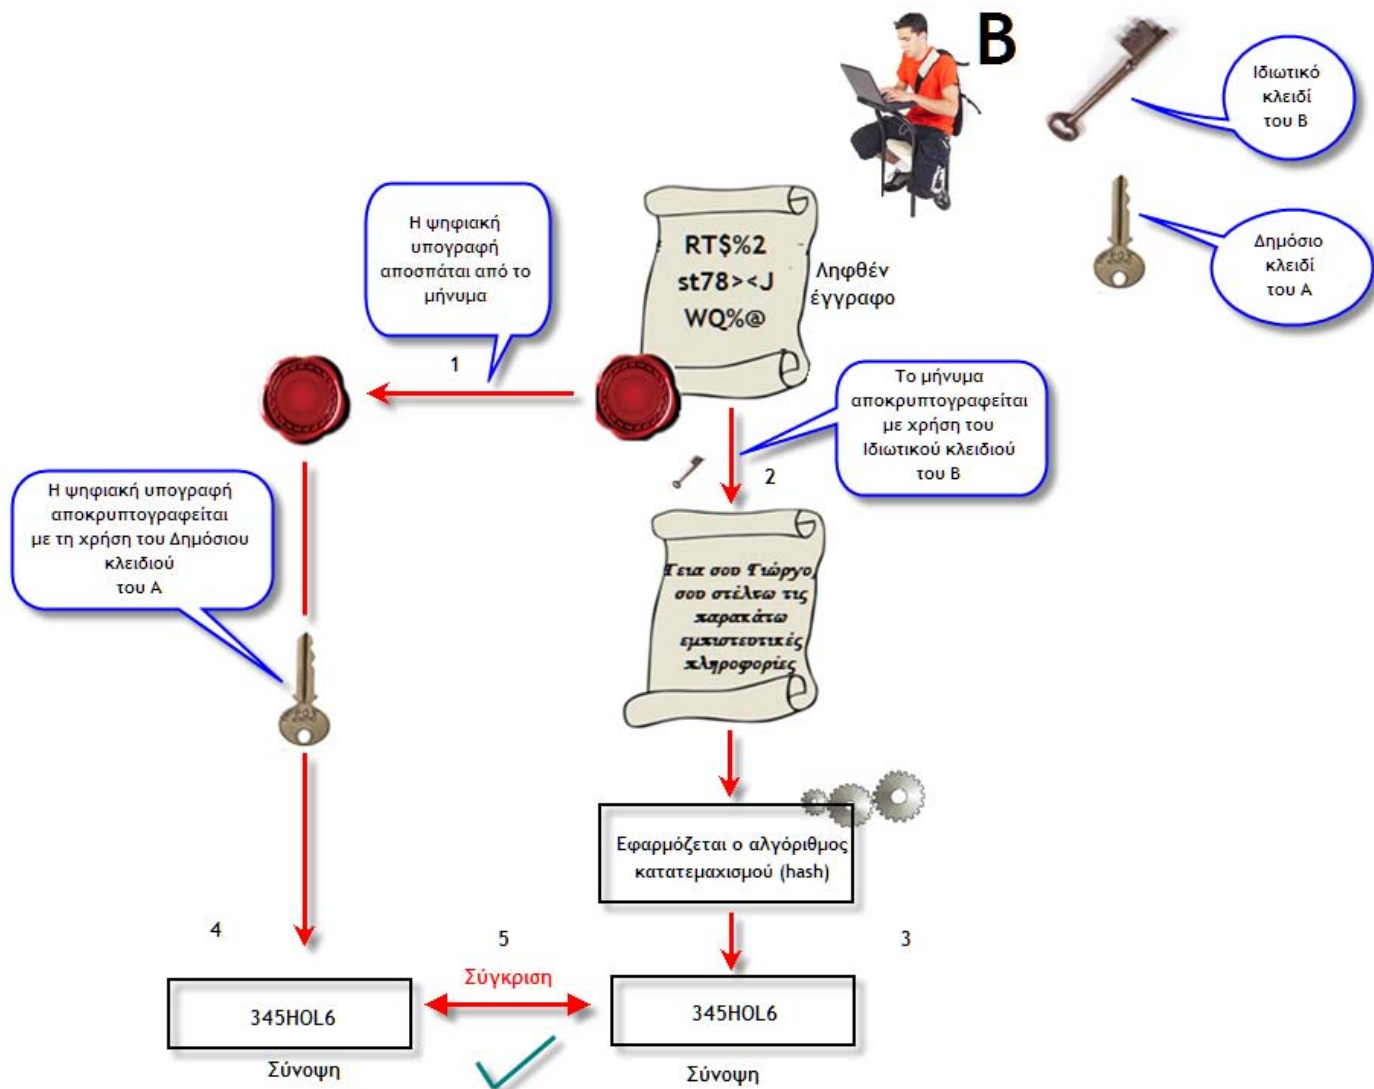 B
Ιδιωτικό
κλειδί
του Β
Δημόσιο
κλειδί
του Α
Η ψηφιακή
υπογραφή
αποσπάται από το
μήνυμα
RT$%2
st78><J
WQ%@
Ληφθέν
έγγραφο
1
Το μήνυμα
αποκρυπτογραφείται
με χρήση του
Ιδιωτικού κλειδιού
του Β
2
Η ψηφιακή υπογραφή
αποκρυπτογραφείται
με τη χρήση του Δημόσιου
κλειδιού
του Α
Γεια σου Γιώργο,
σου στέλνω τις
παρακάτω
εμπιστευτικές
πληροφορίες
Εφαρμόζεται ο αλγόριθμος
κατατεμαχισμού (hash)
4
5
3
Σύγκριση
345HOL6
345HOL6
Σύνοψη
Σύνοψη